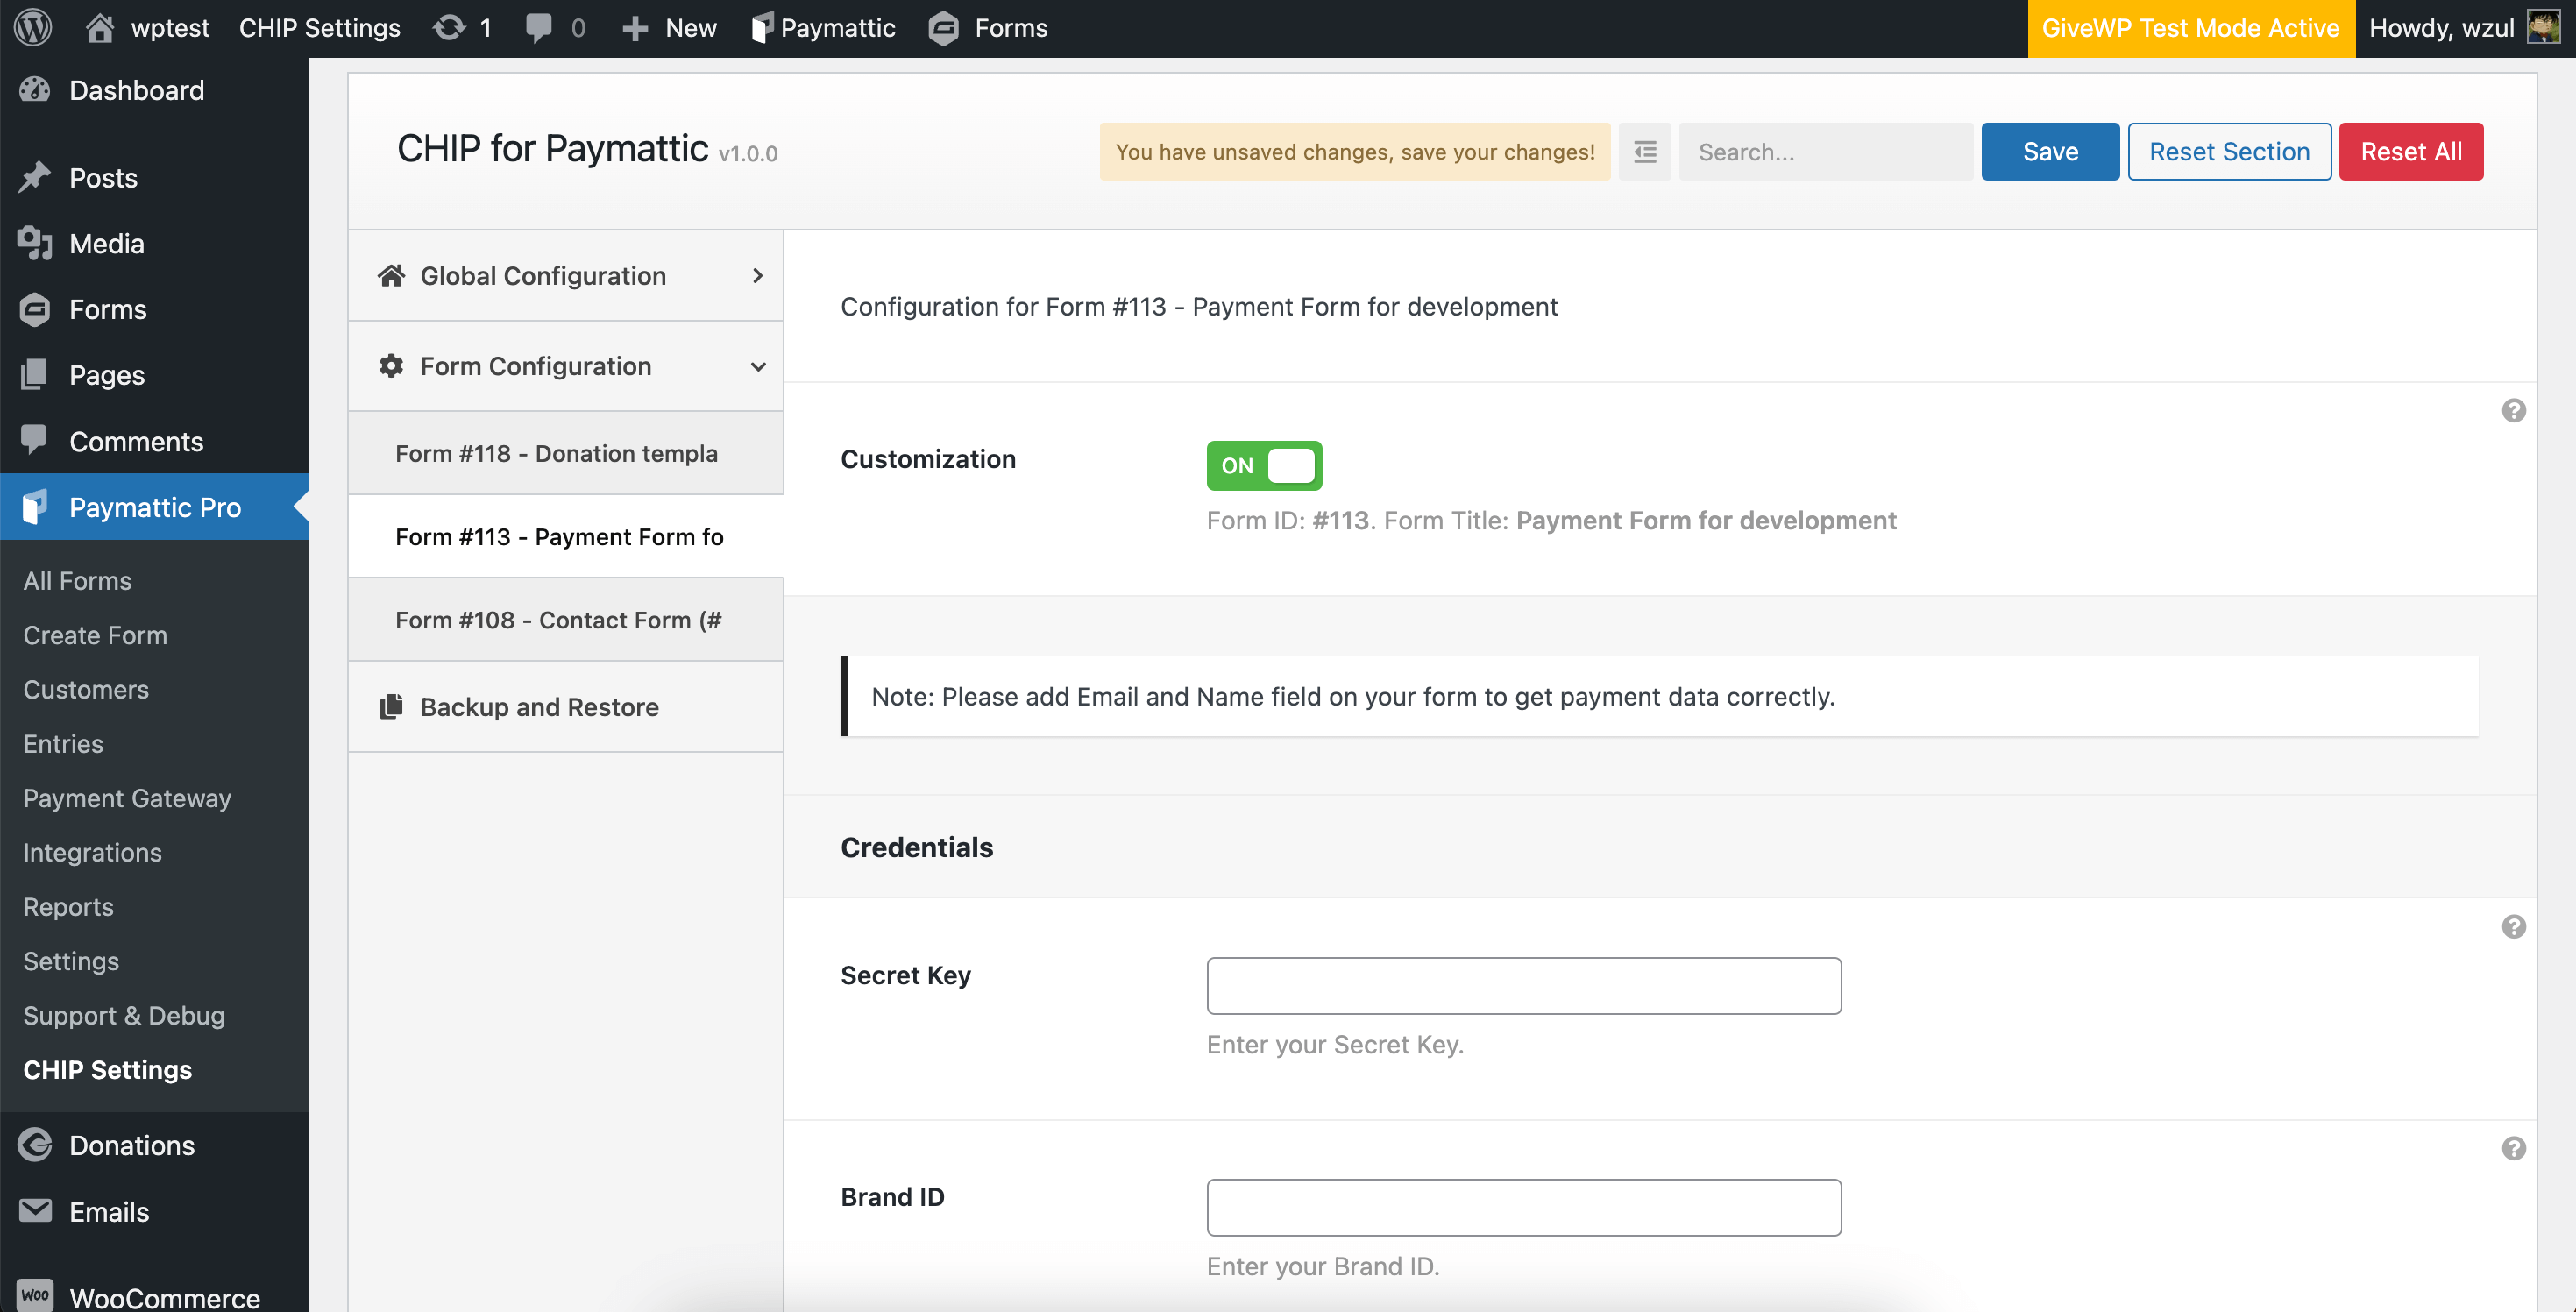 wptest CHIP Settings 1 0 New Paymattic Forms GiveWP Test Mode Active Howdy, wzul
Dashboard
Posts
Media
Forms
Pages
Comments
Paymattic Pro
All Forms
Create Form
Customers
Entries
Payment Gateway
Integrations
Reports
Settings
Support & Debug
CHIP Settings
Donations
Emails
Woo WooCommerce
CHIP for Paymattic v1.0.0
You have unsaved changes, save your changes! Search... Save Reset Section Reset All
Global Configuration
Form Configuration
Form #118 - Donation templa
Form #113 - Payment Form fo
Form #108 - Contact Form (#
Backup and Restore
Configuration for Form #113 - Payment Form for development
Customization ON
Form ID: #113. Form Title: Payment Form for development
Note: Please add Email and Name field on your form to get payment data correctly.
Credentials
Secret Key
Enter your Secret Key.
Brand ID
Enter your Brand ID.